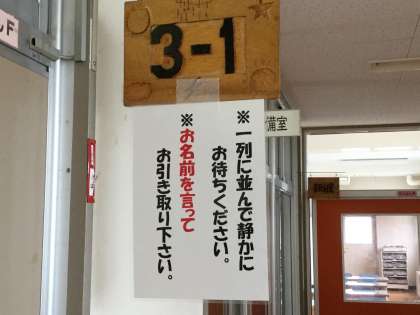 3-1
※一列に並んで静かに
お待ちください。
※お名前を言って
お引き取り下さい。
備室
F